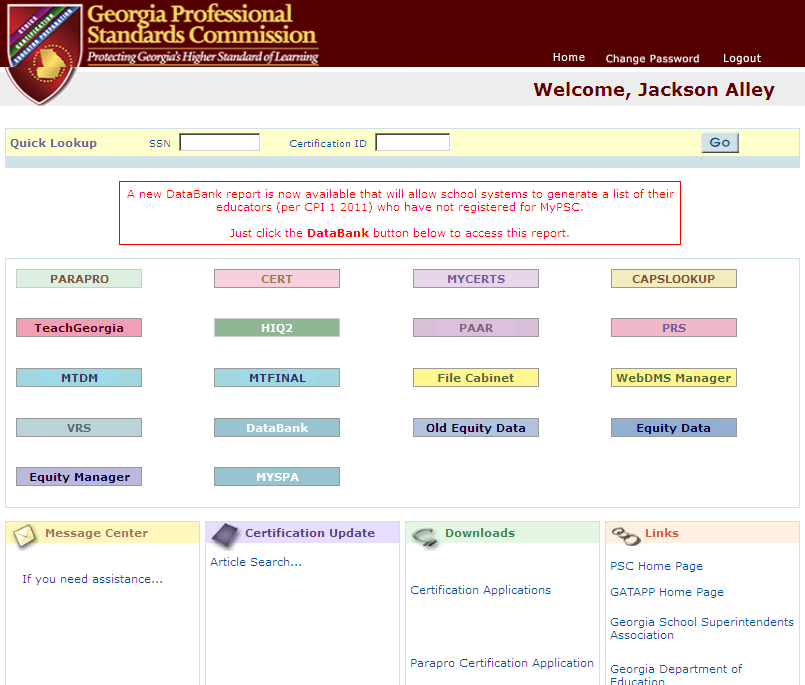 Georgia Professional
Standards Commission
Protecting Georgia's Higher Standard of Learning
Home Change Password Logout
Welcome, Jackson Alley
Quick Lookup SSN Certification ID Go
A new DataBank report is now available that will allow school systems to generate a list of their
educators (per CPI 1 2011) who have not registered for MyPSC.
Just click the DataBank button below to access this report.
PARAPRO CERT MYCERTS CAPSLOOKUP
TeachGeorgia HIQ2 PAAR PRS
MTDM MTFINAL File Cabinet WebDMS Manager
VRS DataBank Old Equity Data Equity Data
Equity Manager MYSPA
Message Center Certification Update Downloads Links
If you need assistance...
Article Search...
Certification Applications
Parapro Certification Application
PSC Home Page
GATAPP Home Page
Georgia School Superintendents
Association
Georgia Department of
Education